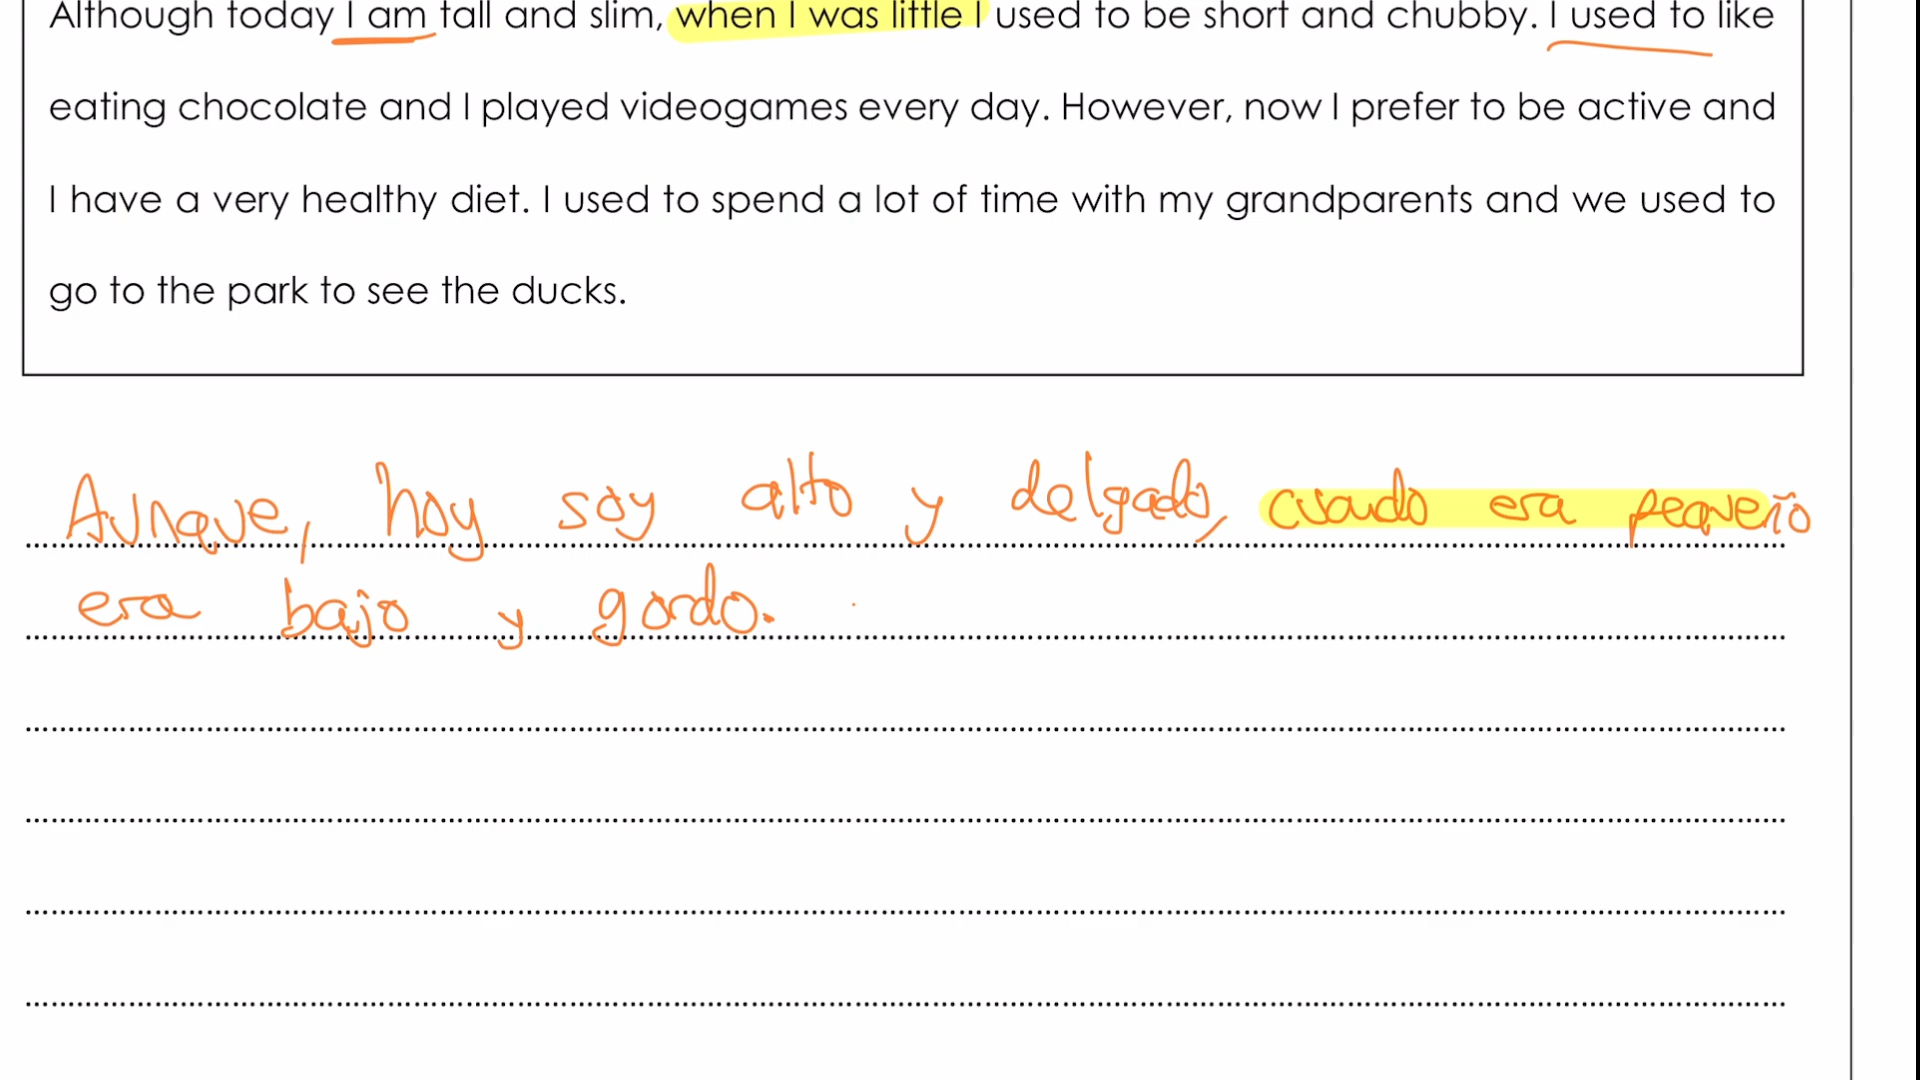 Although today I am tall and slim, when I was little I used to be short and chubby. I used to like
eating chocolate and I played videogames every day. However, now I prefer to be active and
I have a very healthy diet. I used to spend a lot of time with my grandparents and we used to
go to the park to see the ducks.
Aunque, hoy soy alto y delgado, cuando era pequeño
era bajo y gordo.